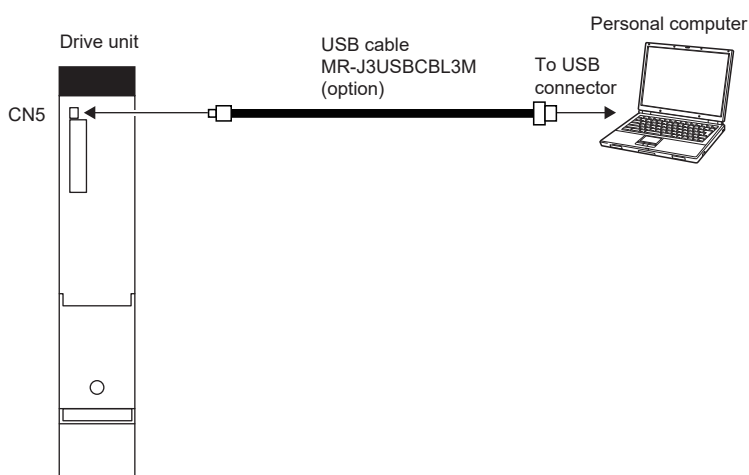 Personal computer
Drive unit
USB cable
MR-J3USBCBL3M
(option)
To USB
connector
CN5